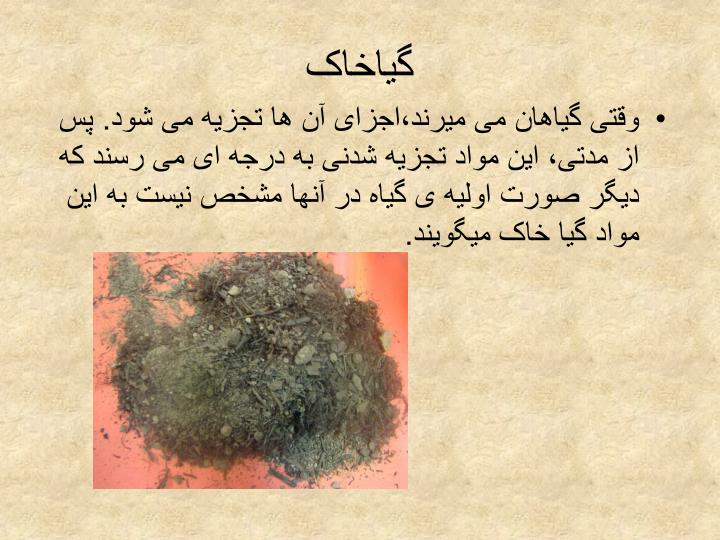 گیاخاک
• وقتی گیاهان می میرند،اجزای آن ها تجزیه می شود. پس
از مدتی، این مواد تجزیه شدنی به درجه ای می رسند که
دیگر صورت اولیه ی گیاه در آنها مشخص نیست به این
مواد گیا خاک میگویند.